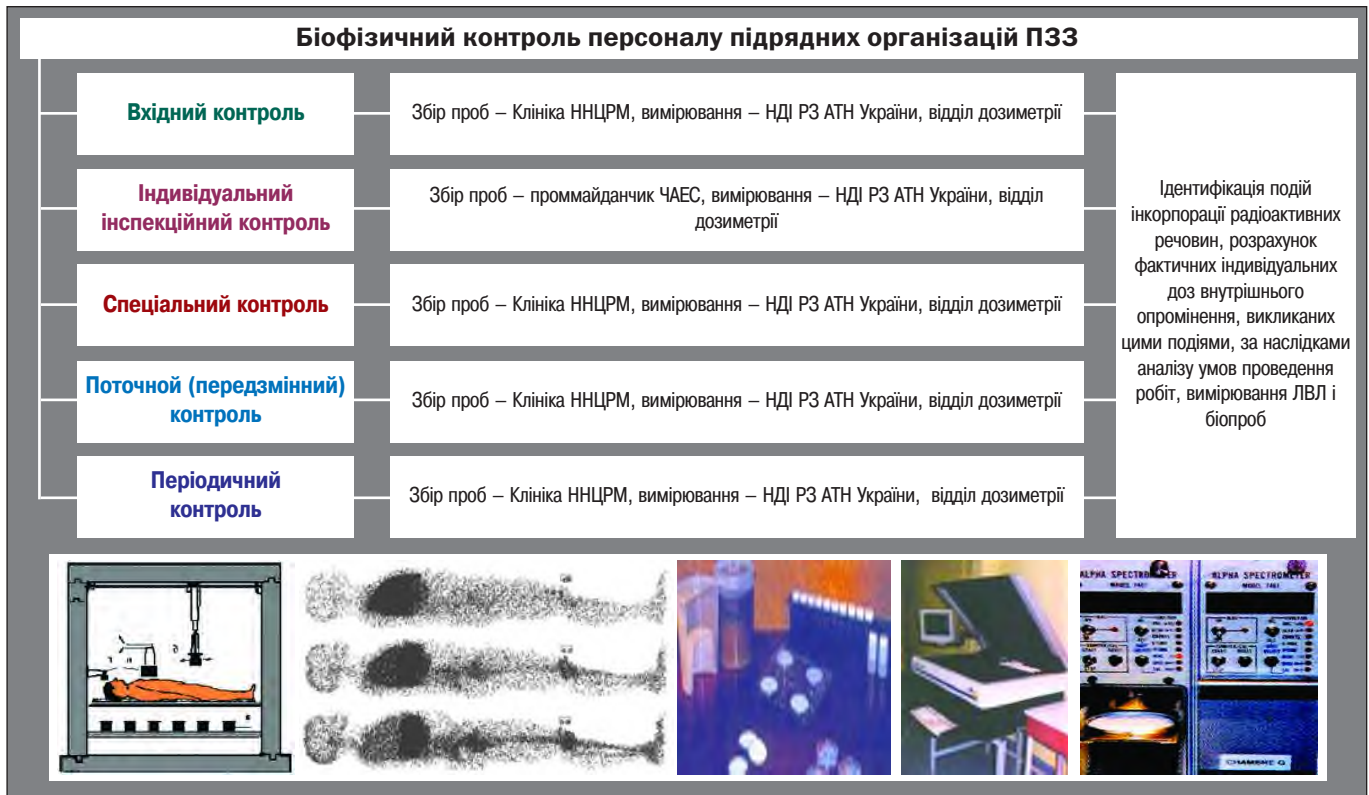 Біофізичний контроль персоналу підрядних організацій ПЗЗ
Вхідний контроль
Збір проб – Клініка ННЦРМ, вимірювання – НДІ РЗ АТН України, відділ дозиметрії
Індивідуальний
інспекційний контроль
Збір проб – проммайданчик ЧАЕС, вимірювання – НДІ РЗ АТН України, відділ
дозиметрії
Спеціальний контроль
Збір проб – Клініка ННЦРМ, вимірювання – НДІ РЗ АТН України, відділ дозиметрії
Поточной (передзмінний)
контроль
Збір проб – Клініка ННЦРМ, вимірювання – НДІ РЗ АТН України, відділ дозиметрії
Періодичний
контроль
Збір проб – Клініка ННЦРМ, вимірювання – НДІ РЗ АТН України, відділ дозиметрії
Ідентифікація подій
інкорпорації радіоактивних
речовин, розрахунок
фактичних індивідуальних
доз внутрішнього
опромінення, викликаних
цими подіями, за наслідками
аналізу умов проведення
робіт, вимірювання ЛВЛ і
біопроб
ALPHA SPECTROMETER
ALPHA SPECTROMETER
CHAMBRE